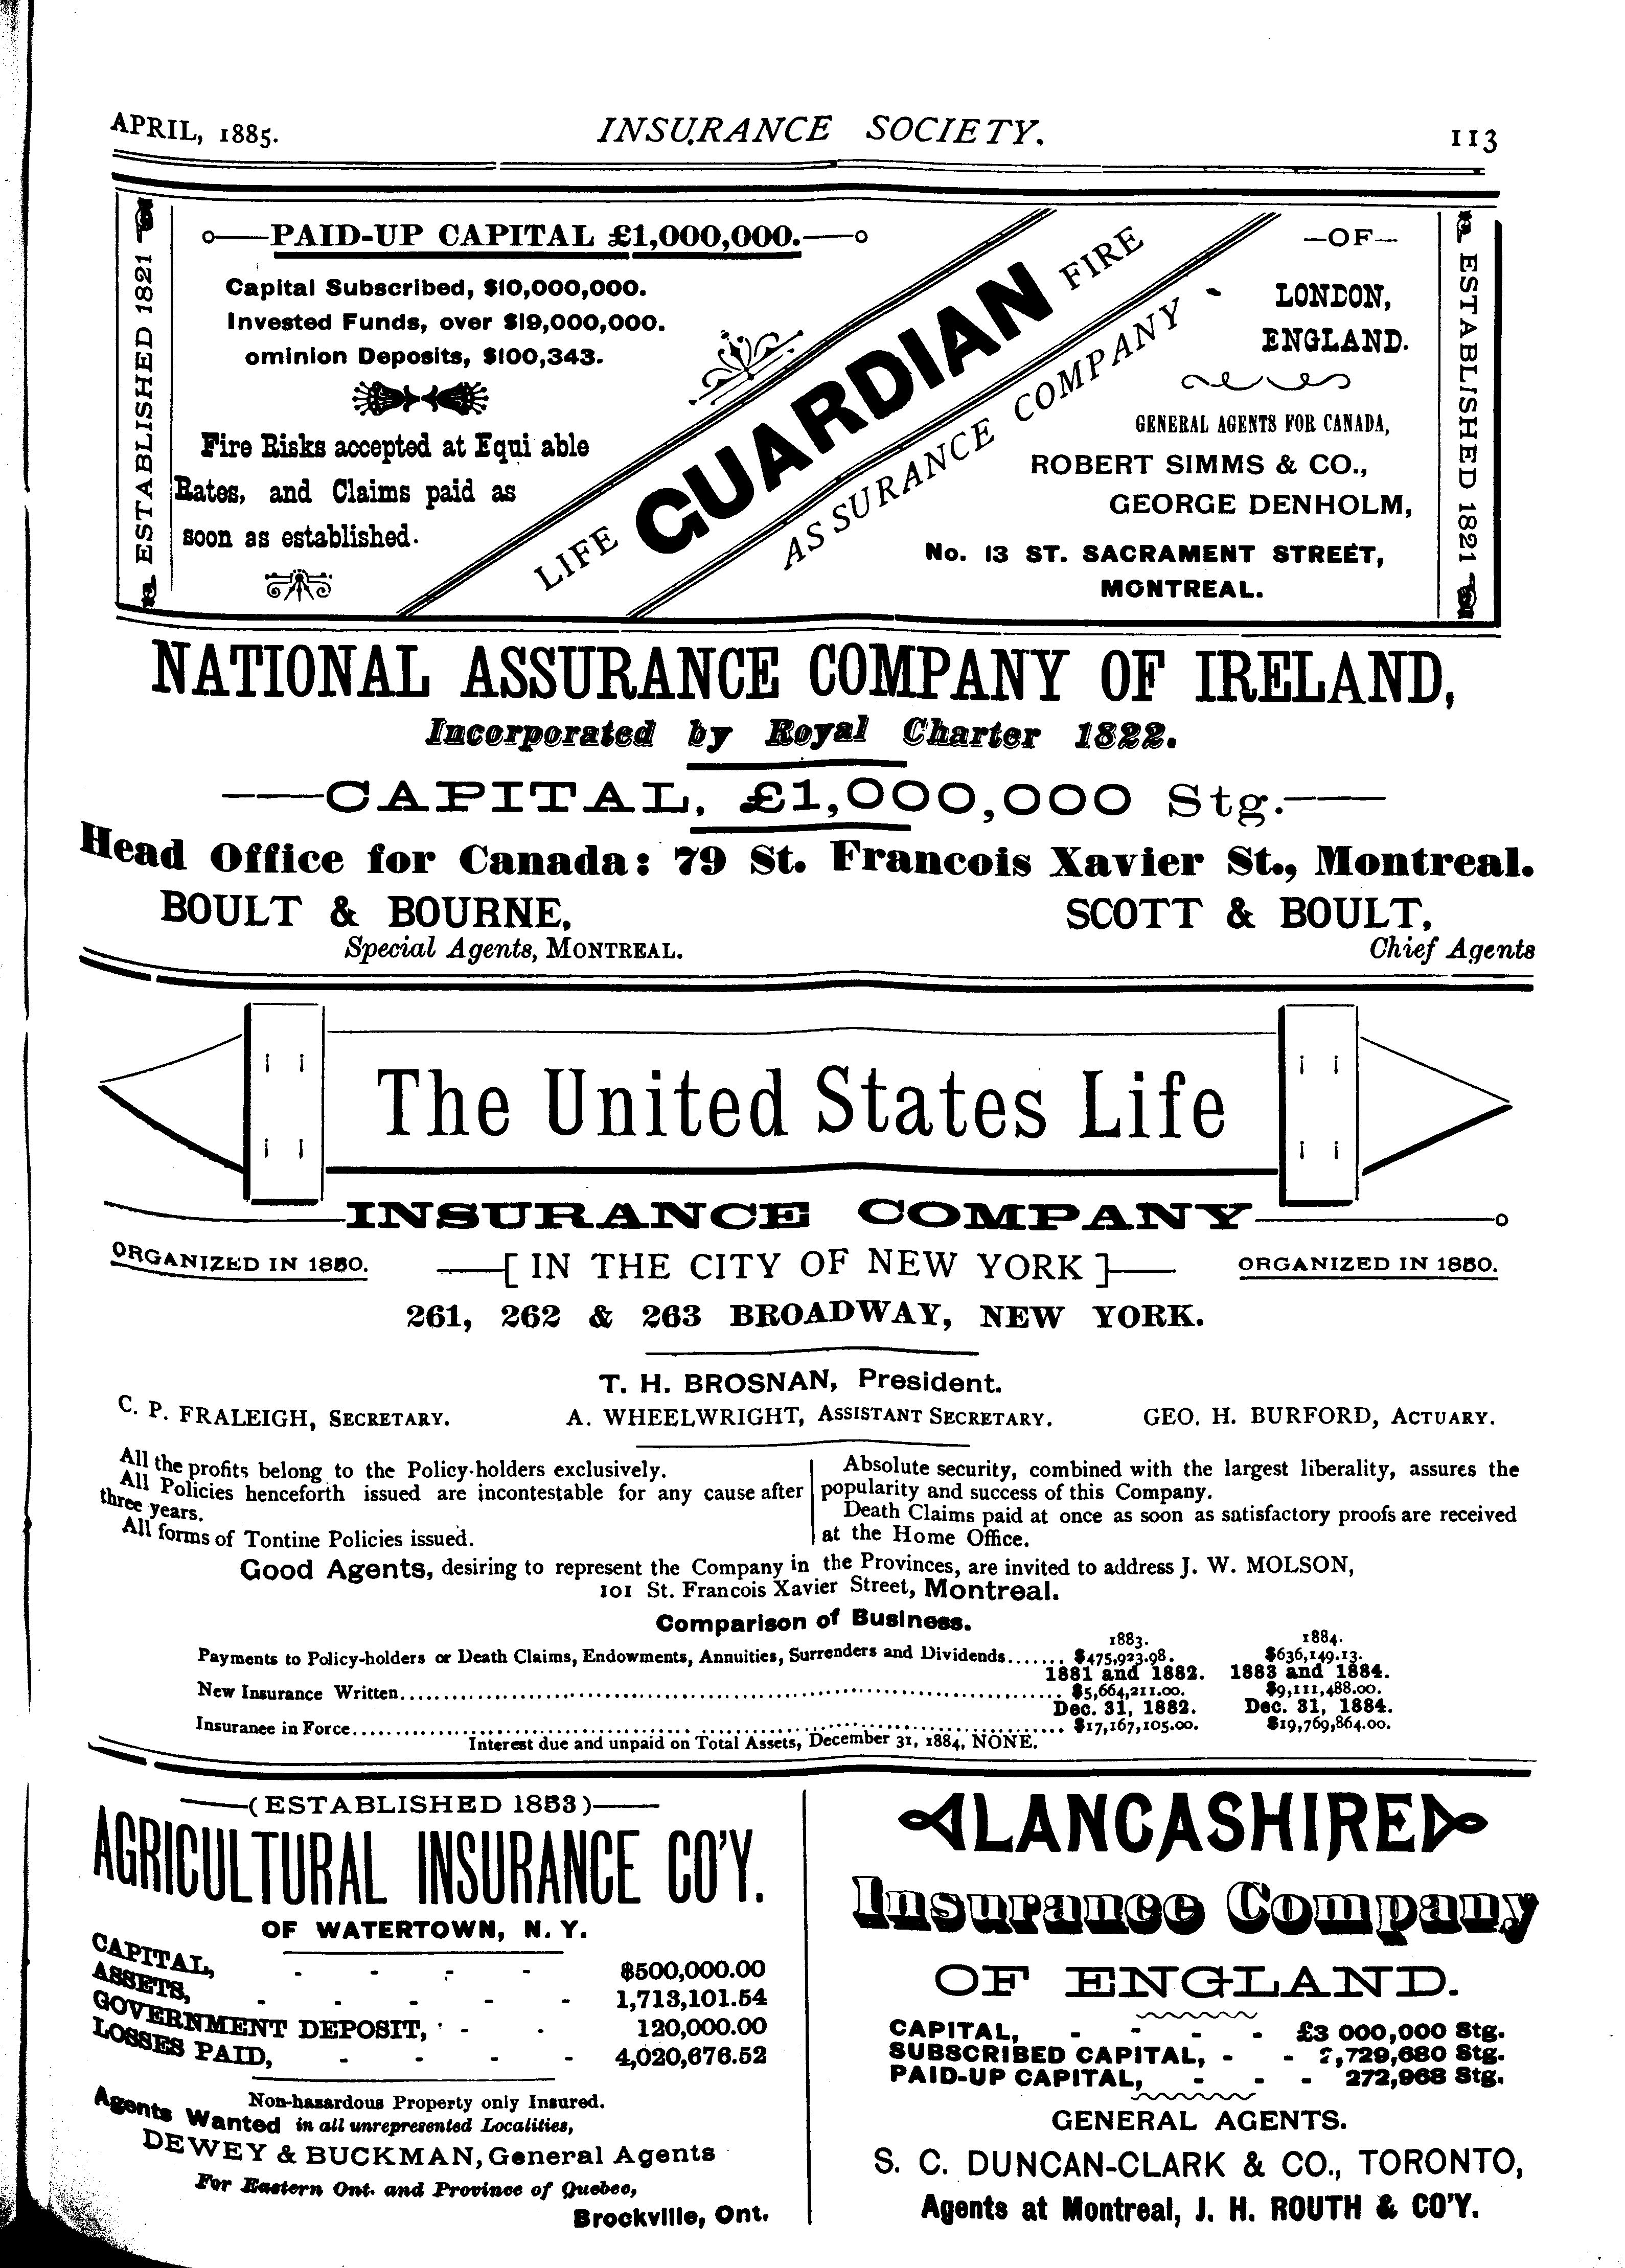 APRIL, 1885.
INSURANCE SOCIETY.
113
ESTABLISHED 1821
PAID-UP CAPITAL £1,000,000.
Capital Subscribed, $10,000,000.
Invested Funds, over $19,000,000.
ominion Deposits, $100,343.
Fire Risks accepted at Equi able
Rates, and Claims paid as
soon as established.
LIFE GUARDIAN FIRE
ASSURANCE COMPANY
—OF—
LONDON,
ENGLAND.
GENERAL AGENTS FOR CANADA,
ROBERT SIMMS & CO.,
GEORGE DENHOLM,
No. 13 ST. SACRAMENT STREET,
MONTREAL.
ESTABLISHED 1821
NATIONAL ASSURANCE COMPANY OF IRELAND,
Incorporated by Royal Charter 1822.
CAPITAL, £1,000,000 Stg.
Head Office for Canada: 79 St. Francois Xavier St., Montreal.
BOULT & BOURNE,
Special Agents, MONTREAL.
SCOTT & BOULT,
Chief Agents
The United States Life
INSURANCE COMPANY
ORGANIZED IN 1850.
[IN THE CITY OF NEW YORK]
ORGANIZED IN 1850.
261, 262 & 263 BROADWAY, NEW YORK.
T. H. BROSNAN, President.
C. P. FRALEIGH, SECRETARY.
A. WHEELWRIGHT, ASSISTANT SECRETARY.
GEO. H. BURFORD, ACTUARY.
All the profits belong to the Policy-holders exclusively.
All Policies henceforth issued are incontestable for any cause after
three years.
All forms of Tontine Policies issued.
Absolute security, combined with the largest liberality, assures the
popularity and success of this Company.
Death Claims paid at once as soon as satisfactory proofs are received
at the Home Office.
Good Agents, desiring to represent the Company in the Provinces, are invited to address J. W. MOLSON,
101 St. Francois Xavier Street, Montreal.
Comparison of Business.
1883. 1884.
Payments to Policy-holders or Death Claims, Endowments, Annuities, Surrenders and Dividends....... $475,923.98. $636,149.13.
1881 and 1882. 1883 and 1884.
New Insurance Written.......... $5,664,211.00. $9,111,488.00.
Dec. 31, 1882. Dec. 31, 1884.
Insurance in Force.......... $17,167,105.00. $19,769,864.00.
Interest due and unpaid on Total Assets, December 31, 1884, NONE.
(ESTABLISHED 1853)
AGRICULTURAL INSURANCE CO'Y.
OF WATERTOWN, N. Y.
CAPITAL, - - - - $500,000.00
ASSETS, - - - - - 1,713,101.54
GOVERNMENT DEPOSIT, - - 120,000.00
LOSSES PAID, - - - - 4,020,676.52
Non-hazardous Property only Insured.
Agents Wanted in all unrepresented Localities,
DEWEY & BUCKMAN, General Agents
For Eastern Ont. and Province of Quebec,
Brockville, Ont.
LANCASHIRE
Insurance Company
OF ENGLAND.
CAPITAL, - - - - £3 000,000 Stg.
SUBSCRIBED CAPITAL, - - 2,729,680 Stg.
PAID-UP CAPITAL, - - - 272,968 Stg.
GENERAL AGENTS.
S. C. DUNCAN-CLARK & CO., TORONTO,
Agents at Montreal, J. H. ROUTH & CO'Y.